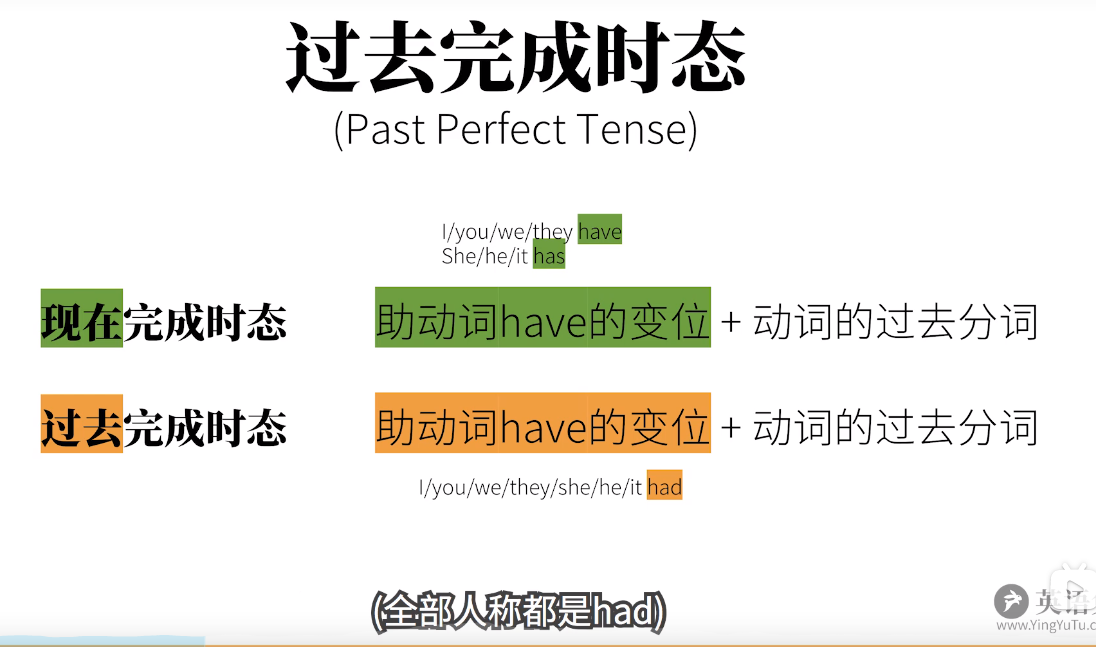 过去完成时态
(Past Perfect Tense)
I/you/we/they have
She/he/it has
现在完成时态 助动词have的变位 + 动词的过去分词
过去完成时态 助动词have的变位 + 动词的过去分词
I/you/we/they/she/he/it had
(全部人称都是had)
英语
www.YingYuTu.c